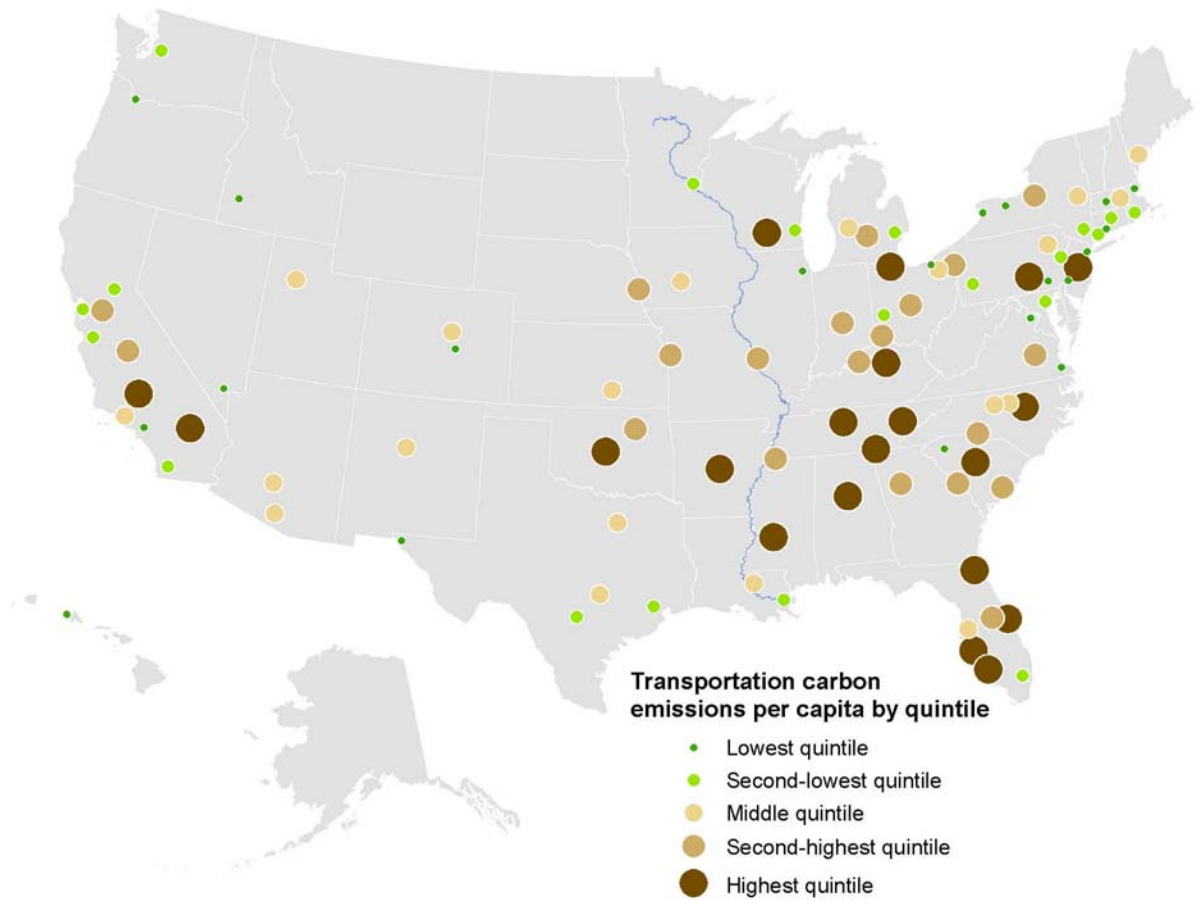 Transportation carbon
emissions per capita by quintile
Lowest quintile
Second-lowest quintile
Middle quintile
Second-highest quintile
Highest quintile